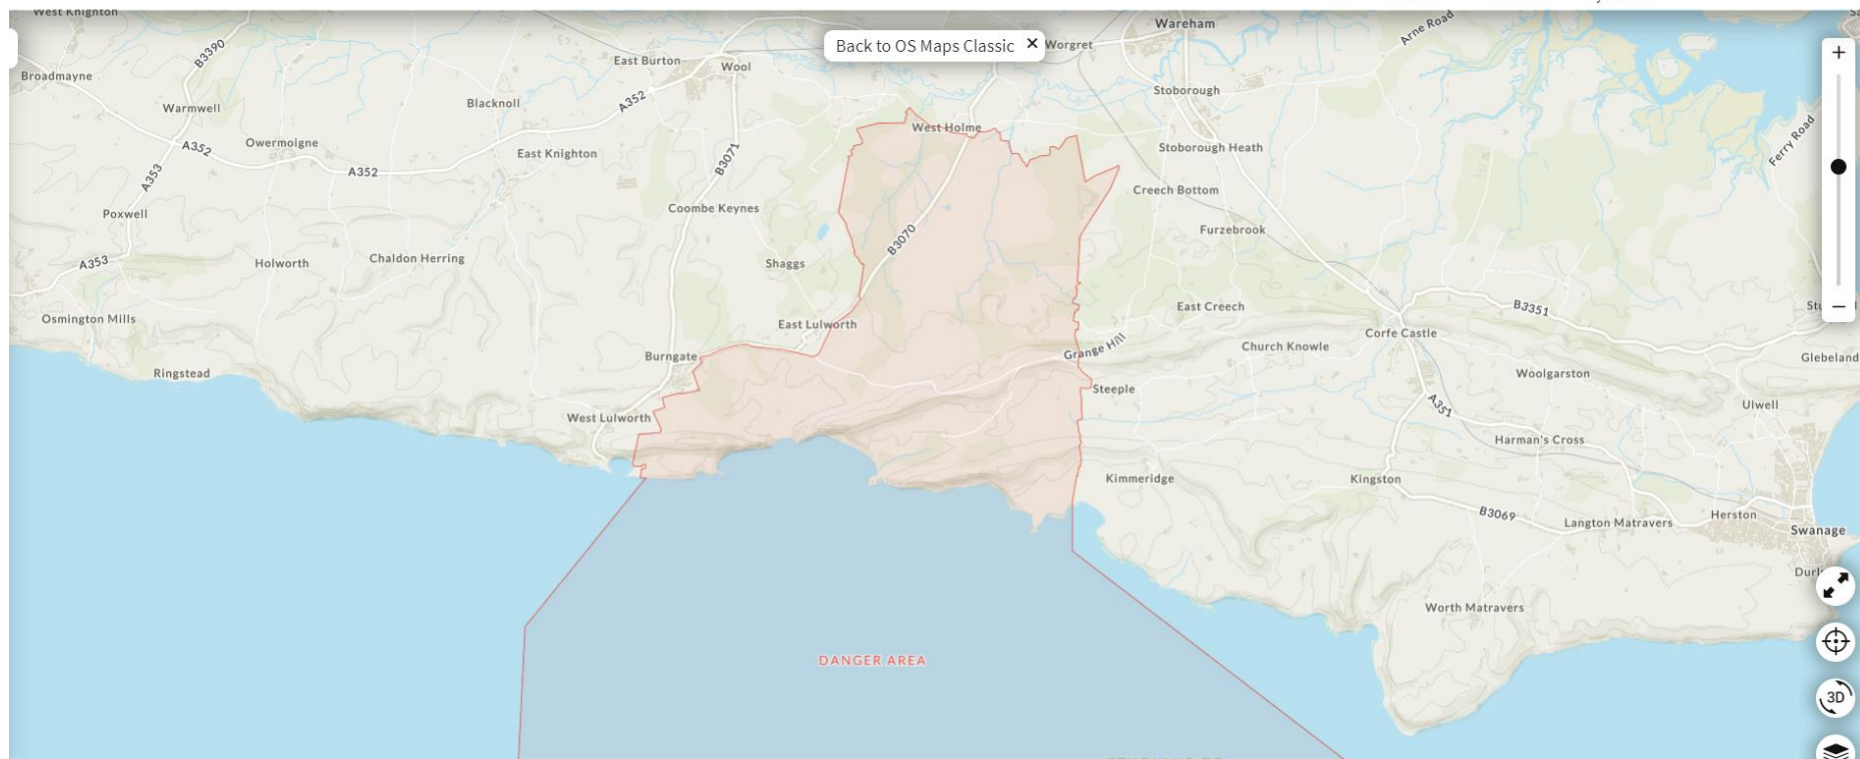 West Knighton
Wareham
Arne Road
B3390
Back to OS Maps Classic
Worgret
East Burton
Wool
Broadmayne
Stoborough
A352
Blacknoll
Warmwell
West Holme
Ferry Road
Owermoigne
A352
East Knighton
B3071
Stoborough Heath
A353
A352
Creech Bottom
Coombe Keynes
Poxwell
Furzebrook
B3070
A353
Holworth
Chaldon Herring
Shaggs
East Creech
B3351
Osmington Mills
East Lulworth
Corfe Castle
Grange Hill
Church Knowle
Burngate
Glebeland
Ringstead
Woolgarston
Steeple
A351
Ulwell
West Lulworth
Harman's Cross
Kimmeridge
Kingston
B3069
Herston
Langton Matravers
Swanage
Durl
Worth Matravers
DANGER AREA
3D